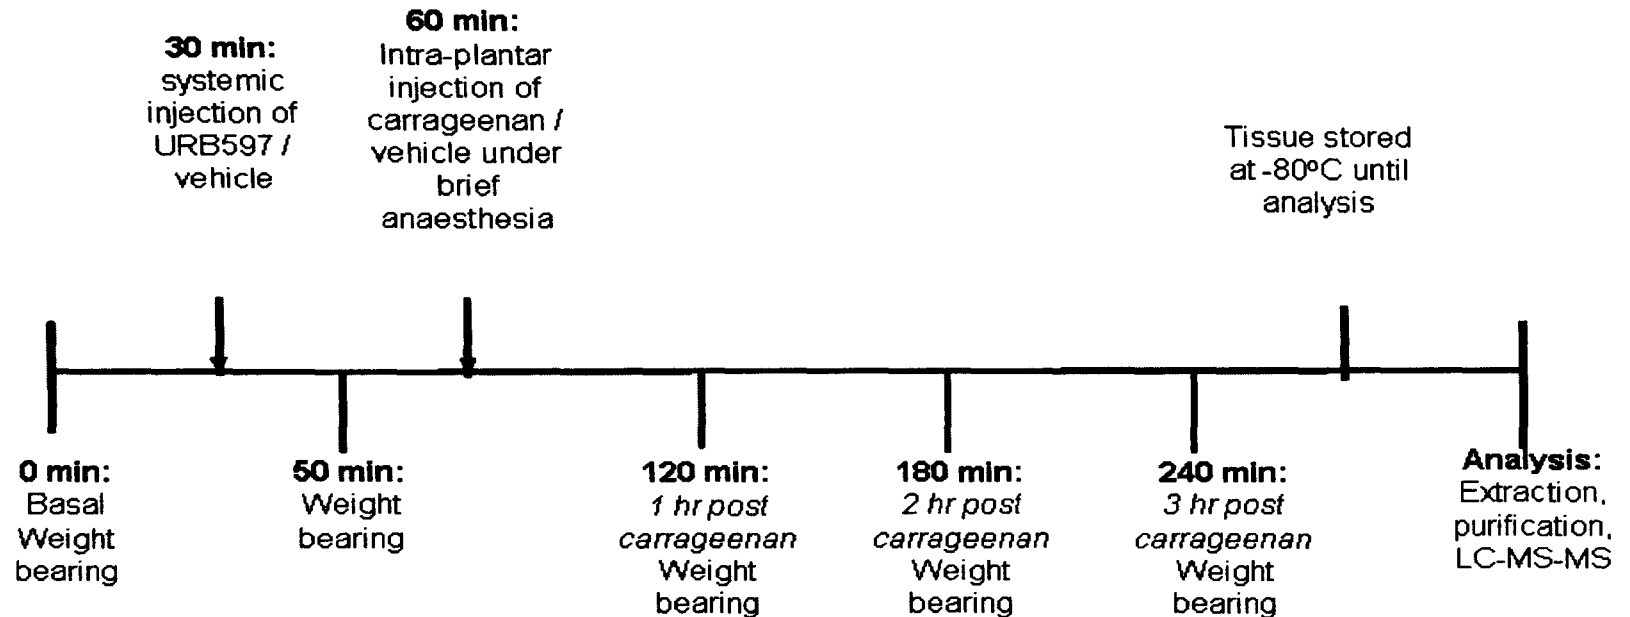 30 min:
systemic
injection of
URB597 /
vehicle
60 min:
Intra-plantar
injection of
carrageenan /
vehicle under
brief
anaesthesia
Tissue stored
at -80ºC until
analysis
0 min:
Basal
Weight
bearing
50 min:
Weight
bearing
120 min:
1 hr post
carrageenan
Weight
bearing
180 min:
2 hr post
carrageenan
Weight
bearing
240 min:
3 hr post
carrageenan
Weight
bearing
Analysis:
Extraction,
purification,
LC-MS-MS